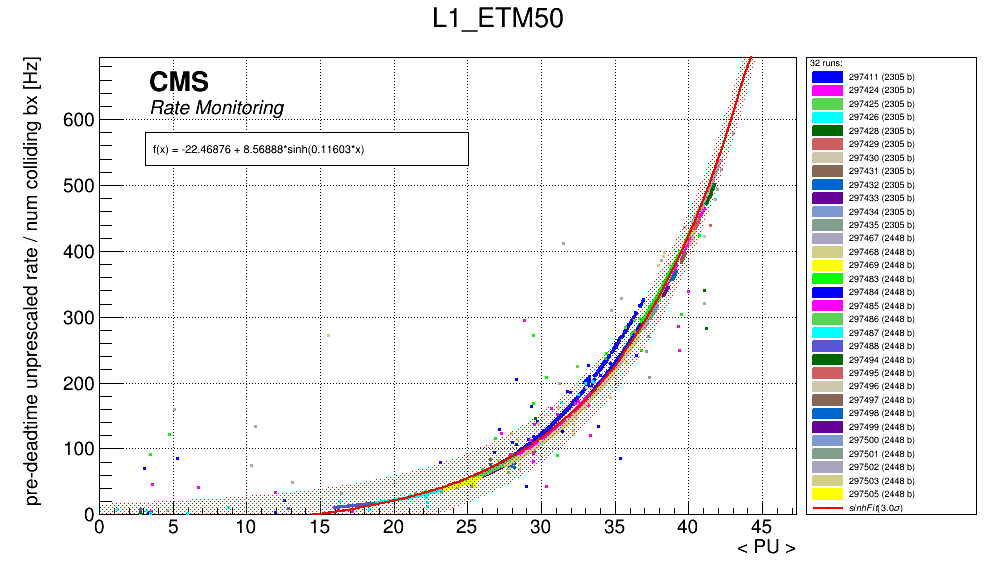 L1_ETM50
pre-deadtime unprescaled rate / num colliding bx [Hz]
CMS
Rate Monitoring
f(x) = -22.46876 + 8.56888*sinh(0.11603*x)
600
500
400
300
200
100
0
0 5 10 15 20 25 30 35 40 45
< PU >
32 runs:
297411 (2305 b)
297424 (2305 b)
297425 (2305 b)
297426 (2305 b)
297428 (2305 b)
297429 (2305 b)
297430 (2305 b)
297431 (2305 b)
297432 (2305 b)
297433 (2305 b)
297434 (2305 b)
297435 (2305 b)
297467 (2448 b)
297468 (2448 b)
297469 (2448 b)
297483 (2448 b)
297484 (2448 b)
297485 (2448 b)
297486 (2448 b)
297487 (2448 b)
297488 (2448 b)
297494 (2448 b)
297495 (2448 b)
297496 (2448 b)
297497 (2448 b)
297498 (2448 b)
297499 (2448 b)
297500 (2448 b)
297501 (2448 b)
297502 (2448 b)
297503 (2448 b)
297505 (2448 b)
sinhFit(3.0σ)